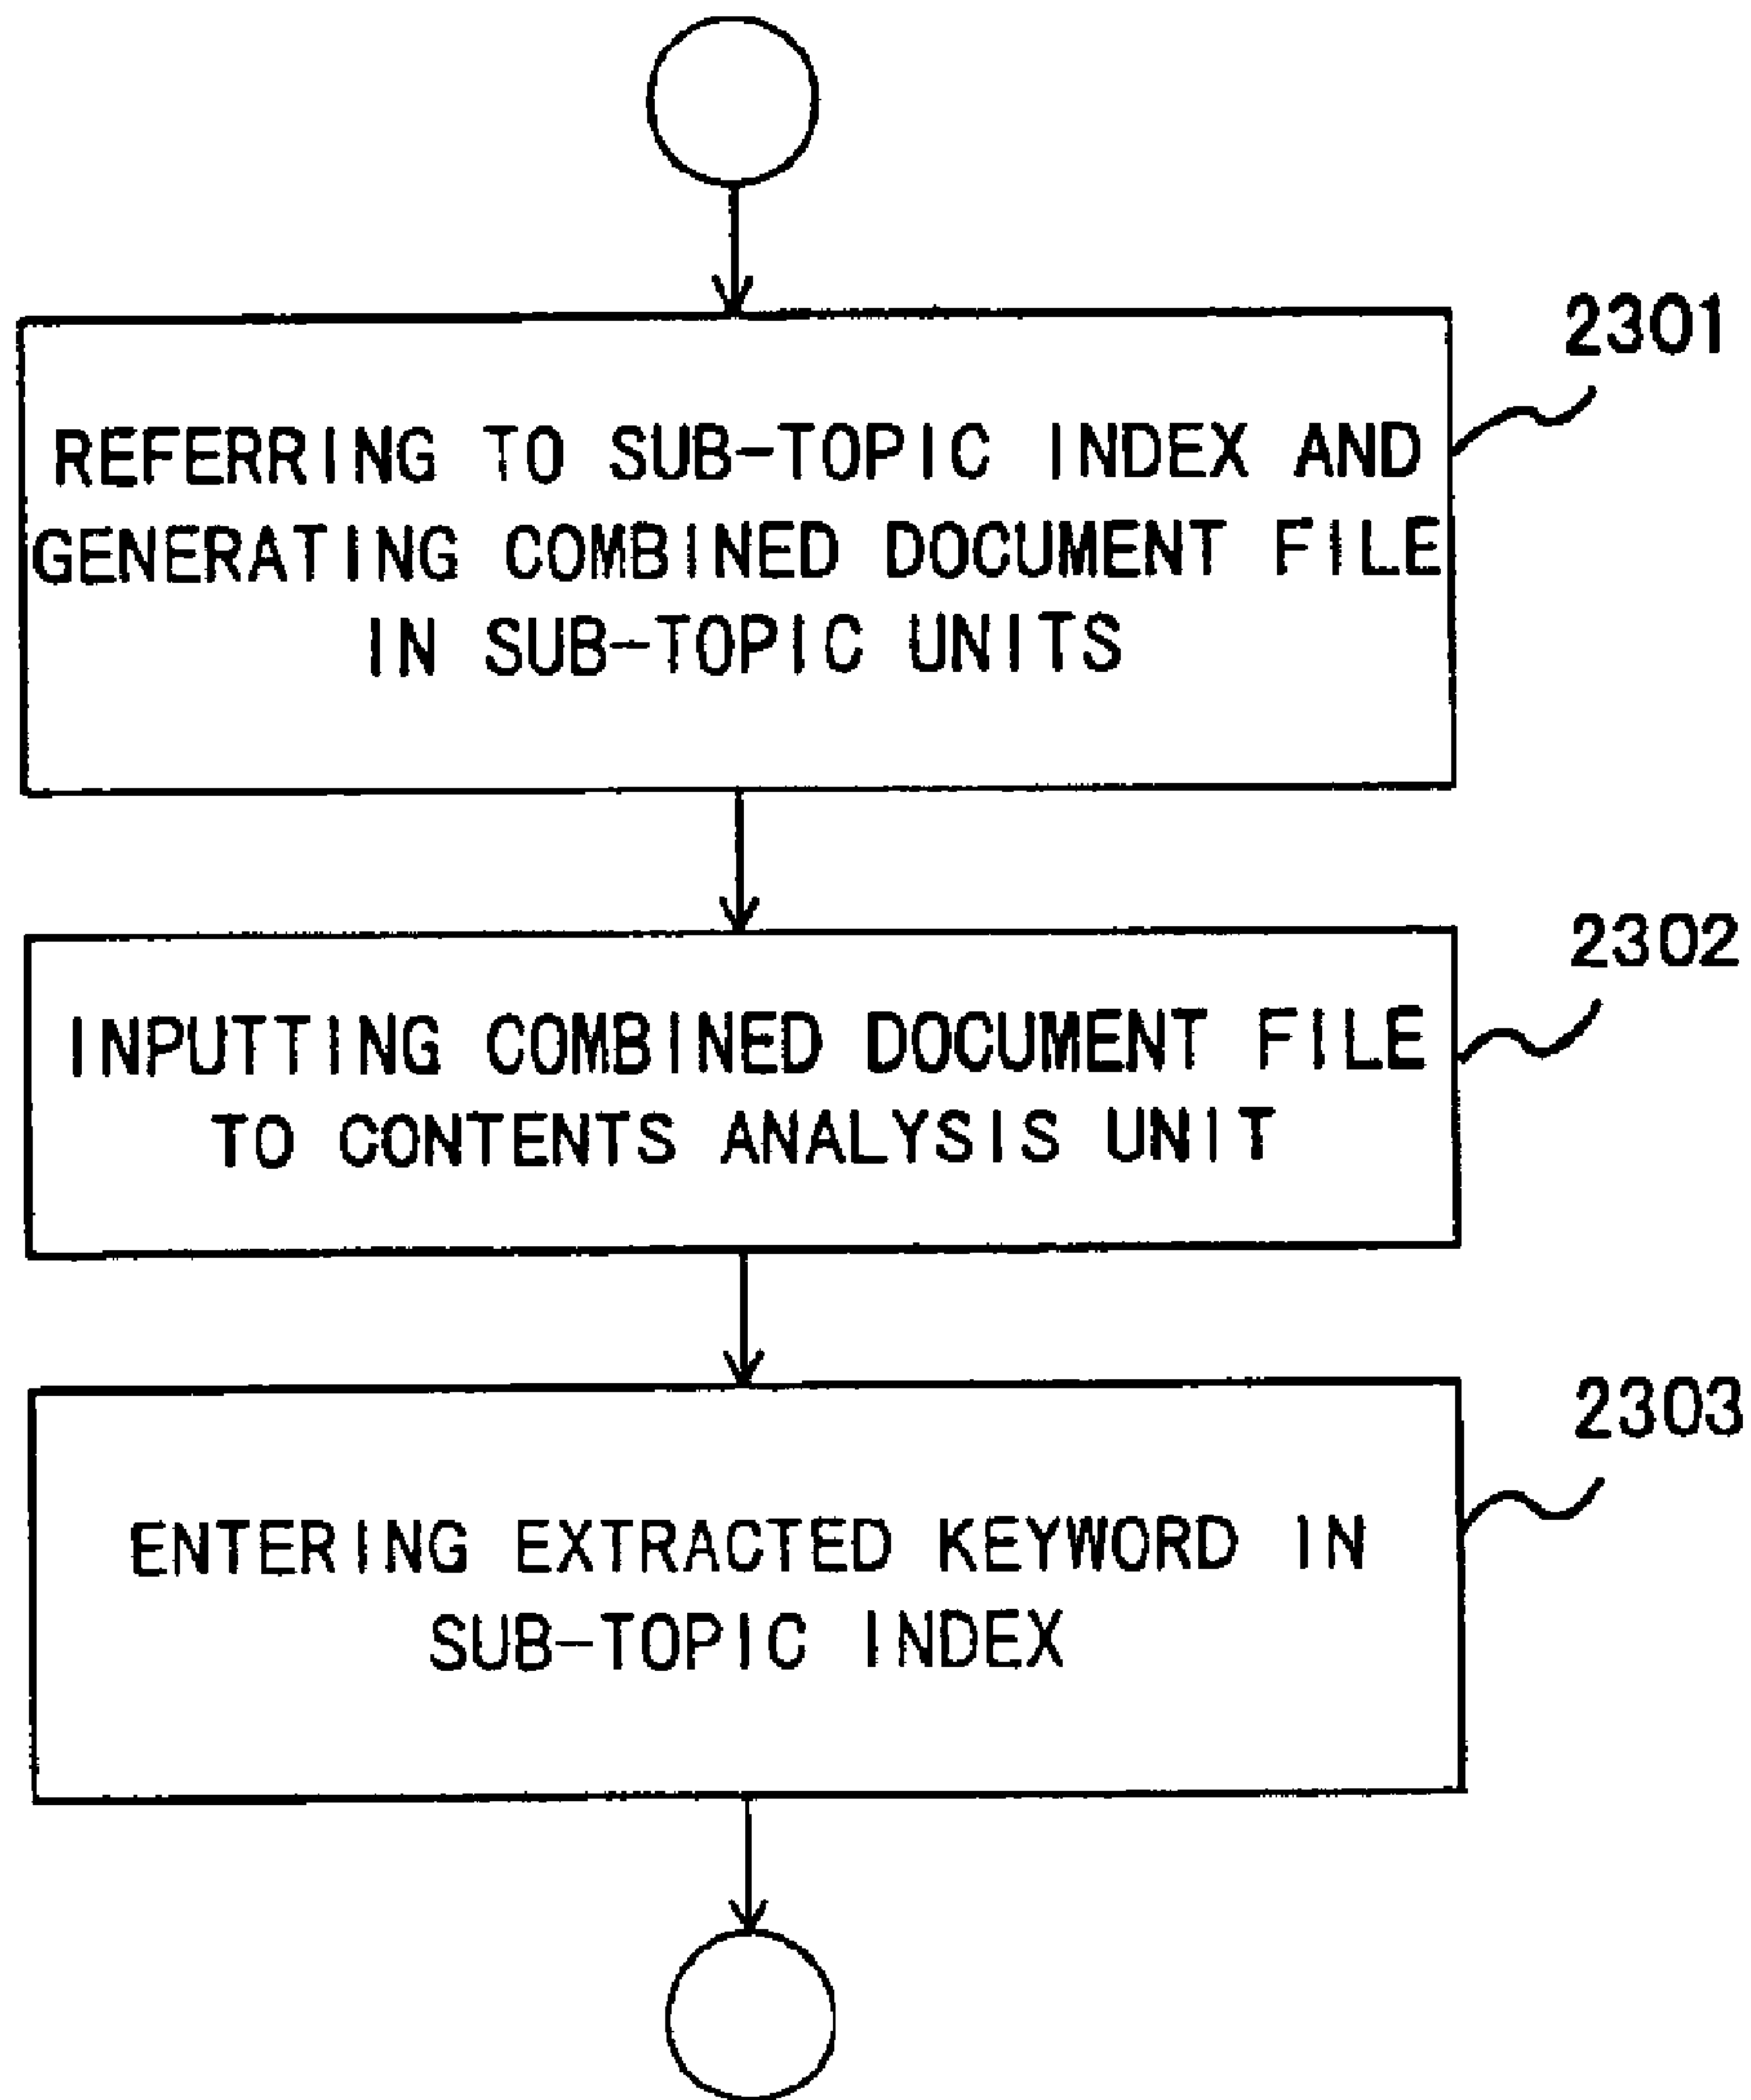 2301
REFERRING TO SUB-TOPIC INDEX AND
GENERATING COMBINED DOCUMENT FILE
IN SUB-TOPIC UNITS
2302
INPUTTING COMBINED DOCUMENT FILE
TO CONTENTS ANALYSIS UNIT
2303
ENTERING EXTRACTED KEYWORD IN
SUB-TOPIC INDEX